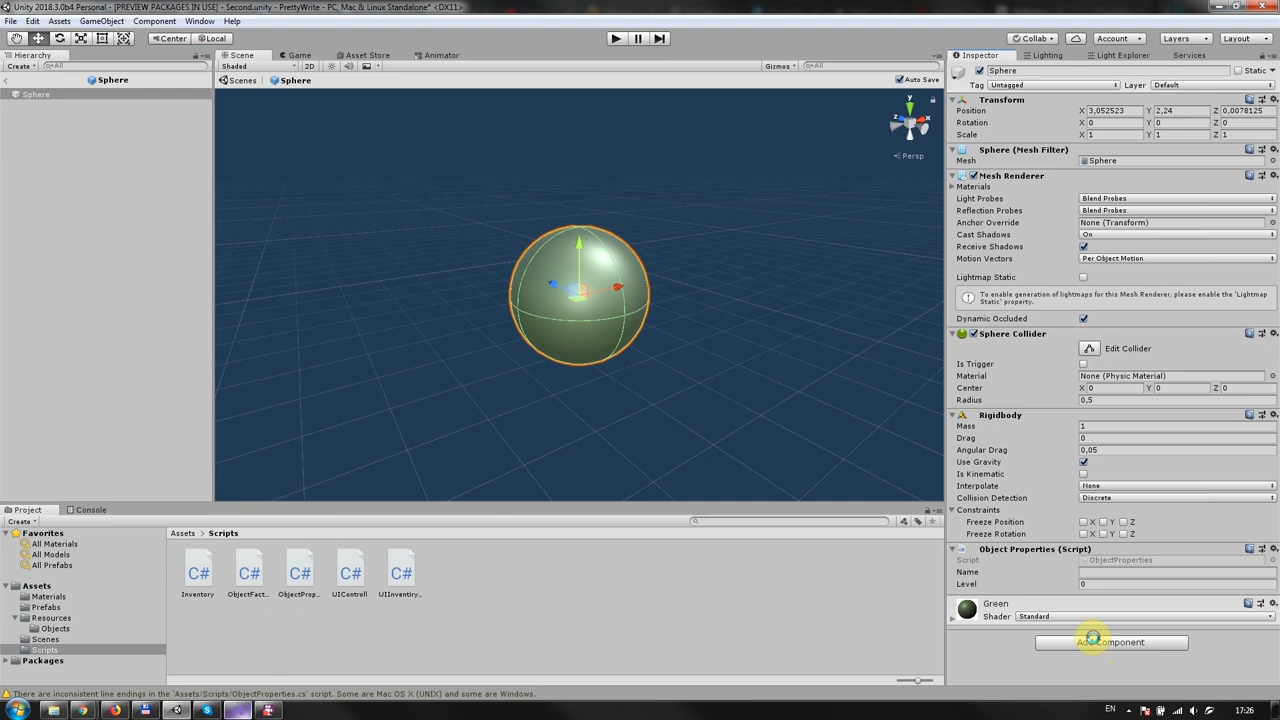 Unity 2018.3.0b4 Personal - [PREVIEW PACKAGES IN USE] - Second.unity - PrettyWrite - PC, Mac & Linux Standalone* <DX11>
File Edit Assets GameObject Component Window Help
Center Local
Collab Account Layers Layout
Hierarchy
Create All
Sphere
Sphere
Scene Game Asset Store Animator
Shaded 2D Gizmos All
Scenes Sphere Auto Save
y
z x
Persp
Inspector Lighting Light Explorer Services
Sphere Static
Tag Untagged Layer Default
Transform
Position X 3,052523 Y 2,24 Z 0,0078125
Rotation X 0 Y 0 Z 0
Scale X 1 Y 1 Z 1
Sphere (Mesh Filter)
Mesh Sphere
Mesh Renderer
Materials
Light Probes Blend Probes
Reflection Probes Blend Probes
Anchor Override None (Transform)
Cast Shadows On
Receive Shadows
Motion Vectors Per Object Motion
Lightmap Static
To enable generation of lightmaps for this Mesh Renderer, please enable the 'Lightmap
Static' property.
Dynamic Occluded
Sphere Collider
Edit Collider
Is Trigger
Material None (Physic Material)
Center X 0 Y 0 Z 0
Radius 0,5
Rigidbody
Mass 1
Drag 0
Angular Drag 0,05
Use Gravity
Is Kinematic
Interpolate None
Collision Detection Discrete
Constraints
Freeze Position X Y Z
Freeze Rotation X Y Z
Object Properties (Script)
Script ObjectProperties
Name
Level 0
Green
Shader Standard
Add Component
Project Console
Create
Favorites
All Materials
All Models
All Prefabs
Assets
Materials
Prefabs
Resources
Objects
Scenes
Scripts
Packages
Assets Scripts
C# C# C# C# C#
Inventory ObjectFact... ObjectProp... UIControll UIInventiry...
There are inconsistent line endings in the 'Assets/Scripts/ObjectProperties.cs' script. Some are Mac OS X (UNIX) and some are Windows.
EN 17:26